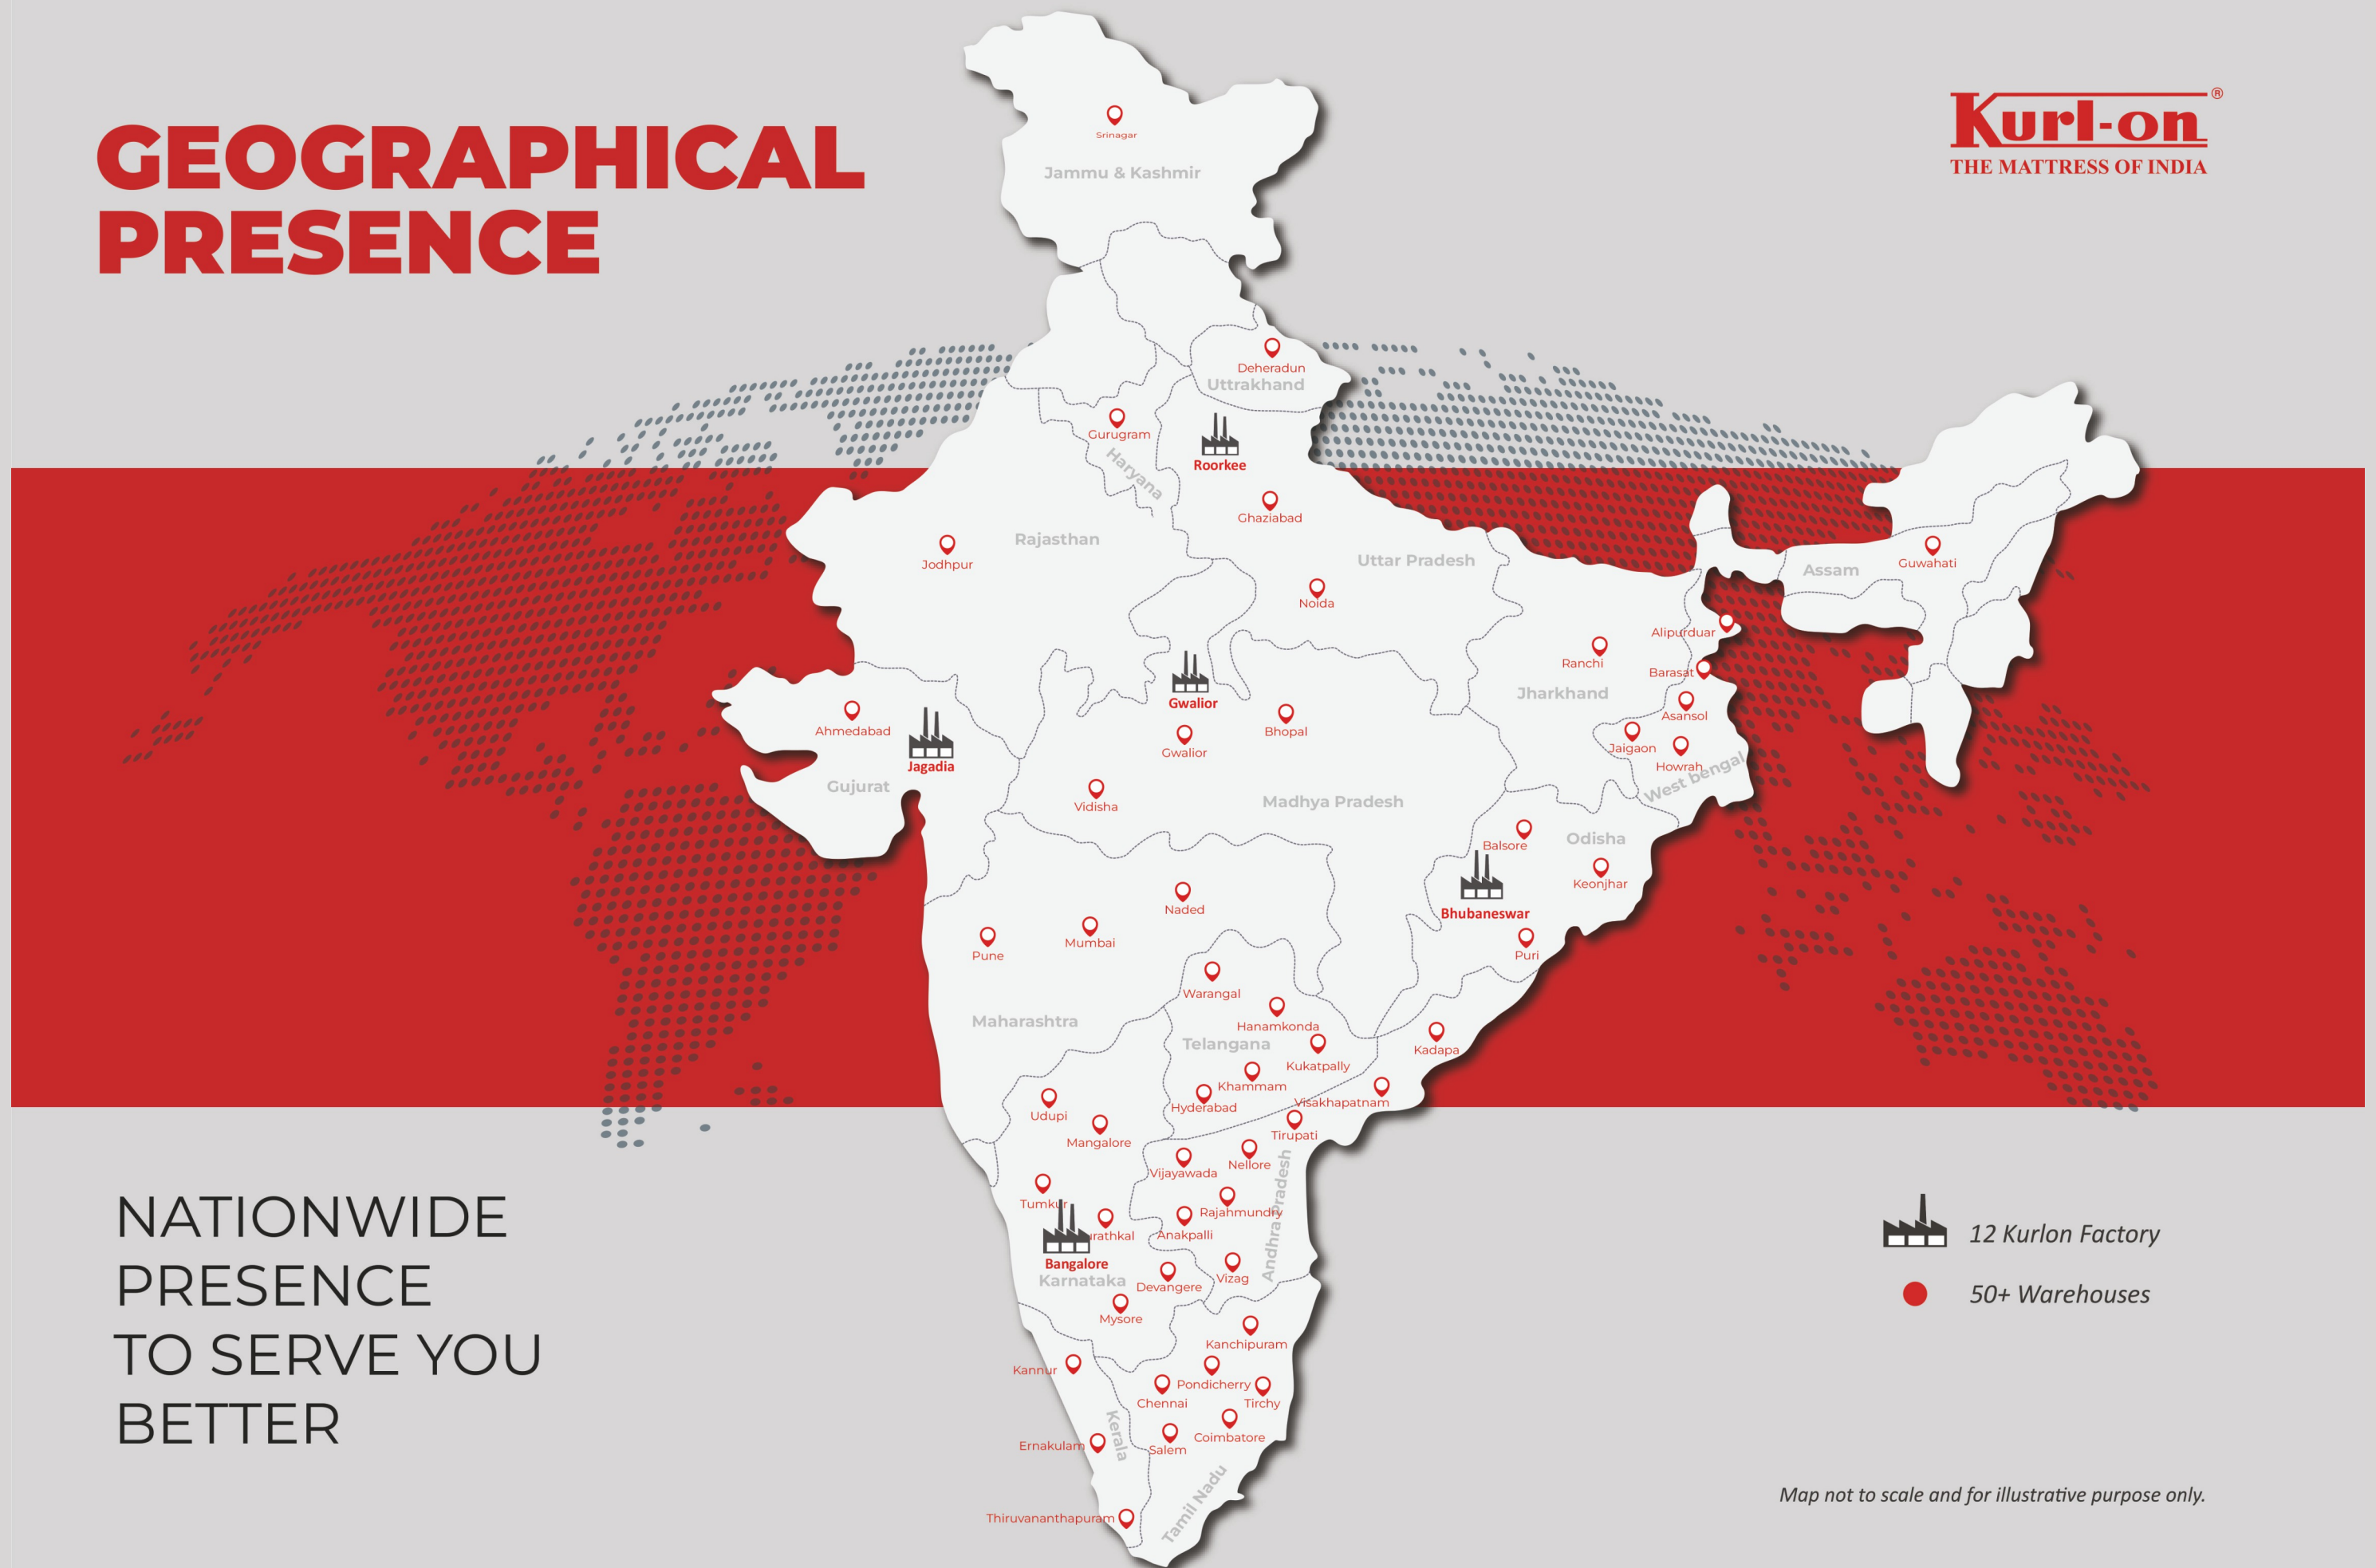 GEOGRAPHICAL
PRESENCE
Kurl-on®
THE MATTRESS OF INDIA
Srinagar
Jammu & Kashmir
Deheradun
Uttrakhand
Gurugram
Haryana
Roorkee
Ghaziabad
Rajasthan
Jodhpur
Uttar Pradesh
Noida
Assam
Guwahati
Alipurduar
Ranchi
Barasat
Jharkhand
Asansol
Jaigaon
Howrah
West bengal
Gwalior
Gwalior
Bhopal
Ahmedabad
Jagadia
Gujurat
Vidisha
Madhya Pradesh
Balsore
Odisha
Keonjhar
Bhubaneswar
Puri
Naded
Mumbai
Pune
Maharashtra
Warangal
Hanamkonda
Telangana
Kukatpally
Khammam
Hyderabad
Kadapa
Visakhapatnam
Tirupati
Nellore
Vijayawada
Rajahmundry
Anakpalli
Andhra Pradesh
Vizag
Udupi
Mangalore
Tumkur
rathkal
Bangalore
Karnataka
Devangere
Mysore
Kanchipuram
Kannur
Pondicherry
Chennai
Tirchy
Coimbatore
Salem
Kerala
Ernakulam
Thiruvananthapuram
Tamil Nadu
NATIONWIDE
PRESENCE
TO SERVE YOU
BETTER
12 Kurlon Factory
50+ Warehouses
Map not to scale and for illustrative purpose only.